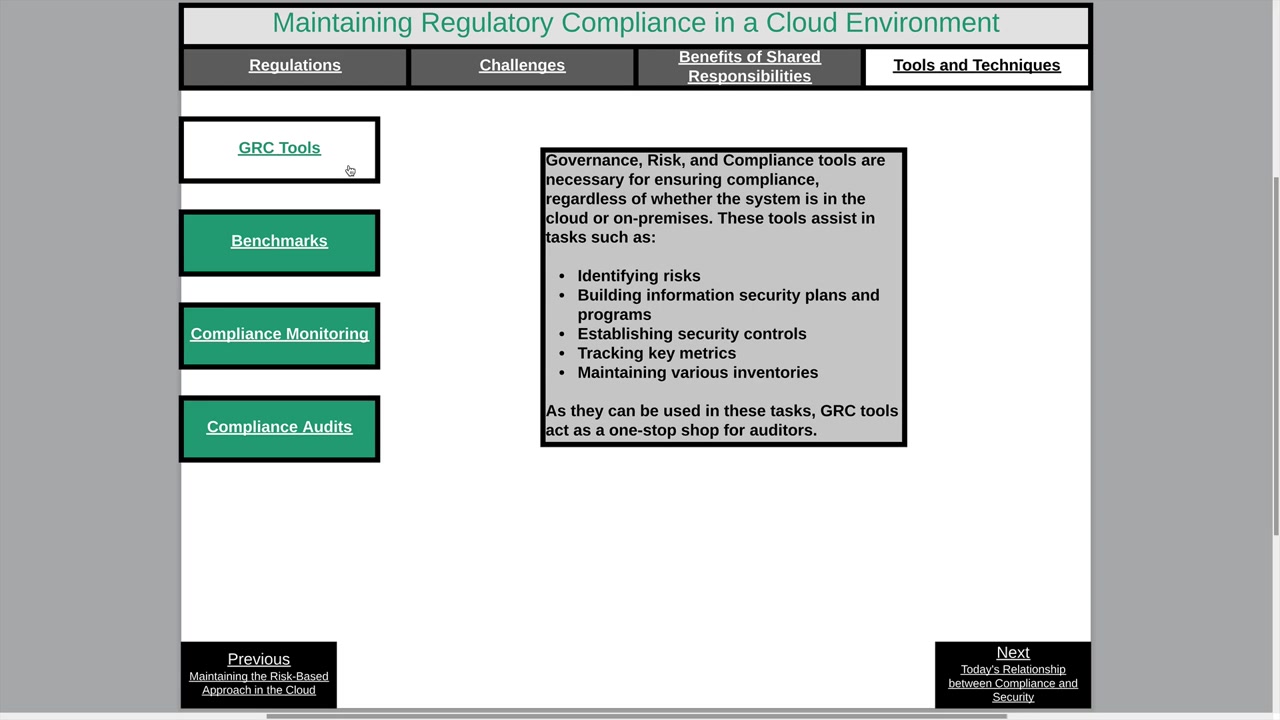 Maintaining Regulatory Compliance in a Cloud Environment
Regulations
Challenges
Benefits of Shared
Responsibilities
Tools and Techniques
GRC Tools
Benchmarks
Compliance Monitoring
Compliance Audits
Governance, Risk, and Compliance tools are
necessary for ensuring compliance,
regardless of whether the system is in the
cloud or on-premises. These tools assist in
tasks such as:
• Identifying risks
• Building information security plans and
programs
• Establishing security controls
• Tracking key metrics
• Maintaining various inventories
As they can be used in these tasks, GRC tools
act as a one-stop shop for auditors.
Previous
Maintaining the Risk-Based
Approach in the Cloud
Next
Today's Relationship
between Compliance and
Security